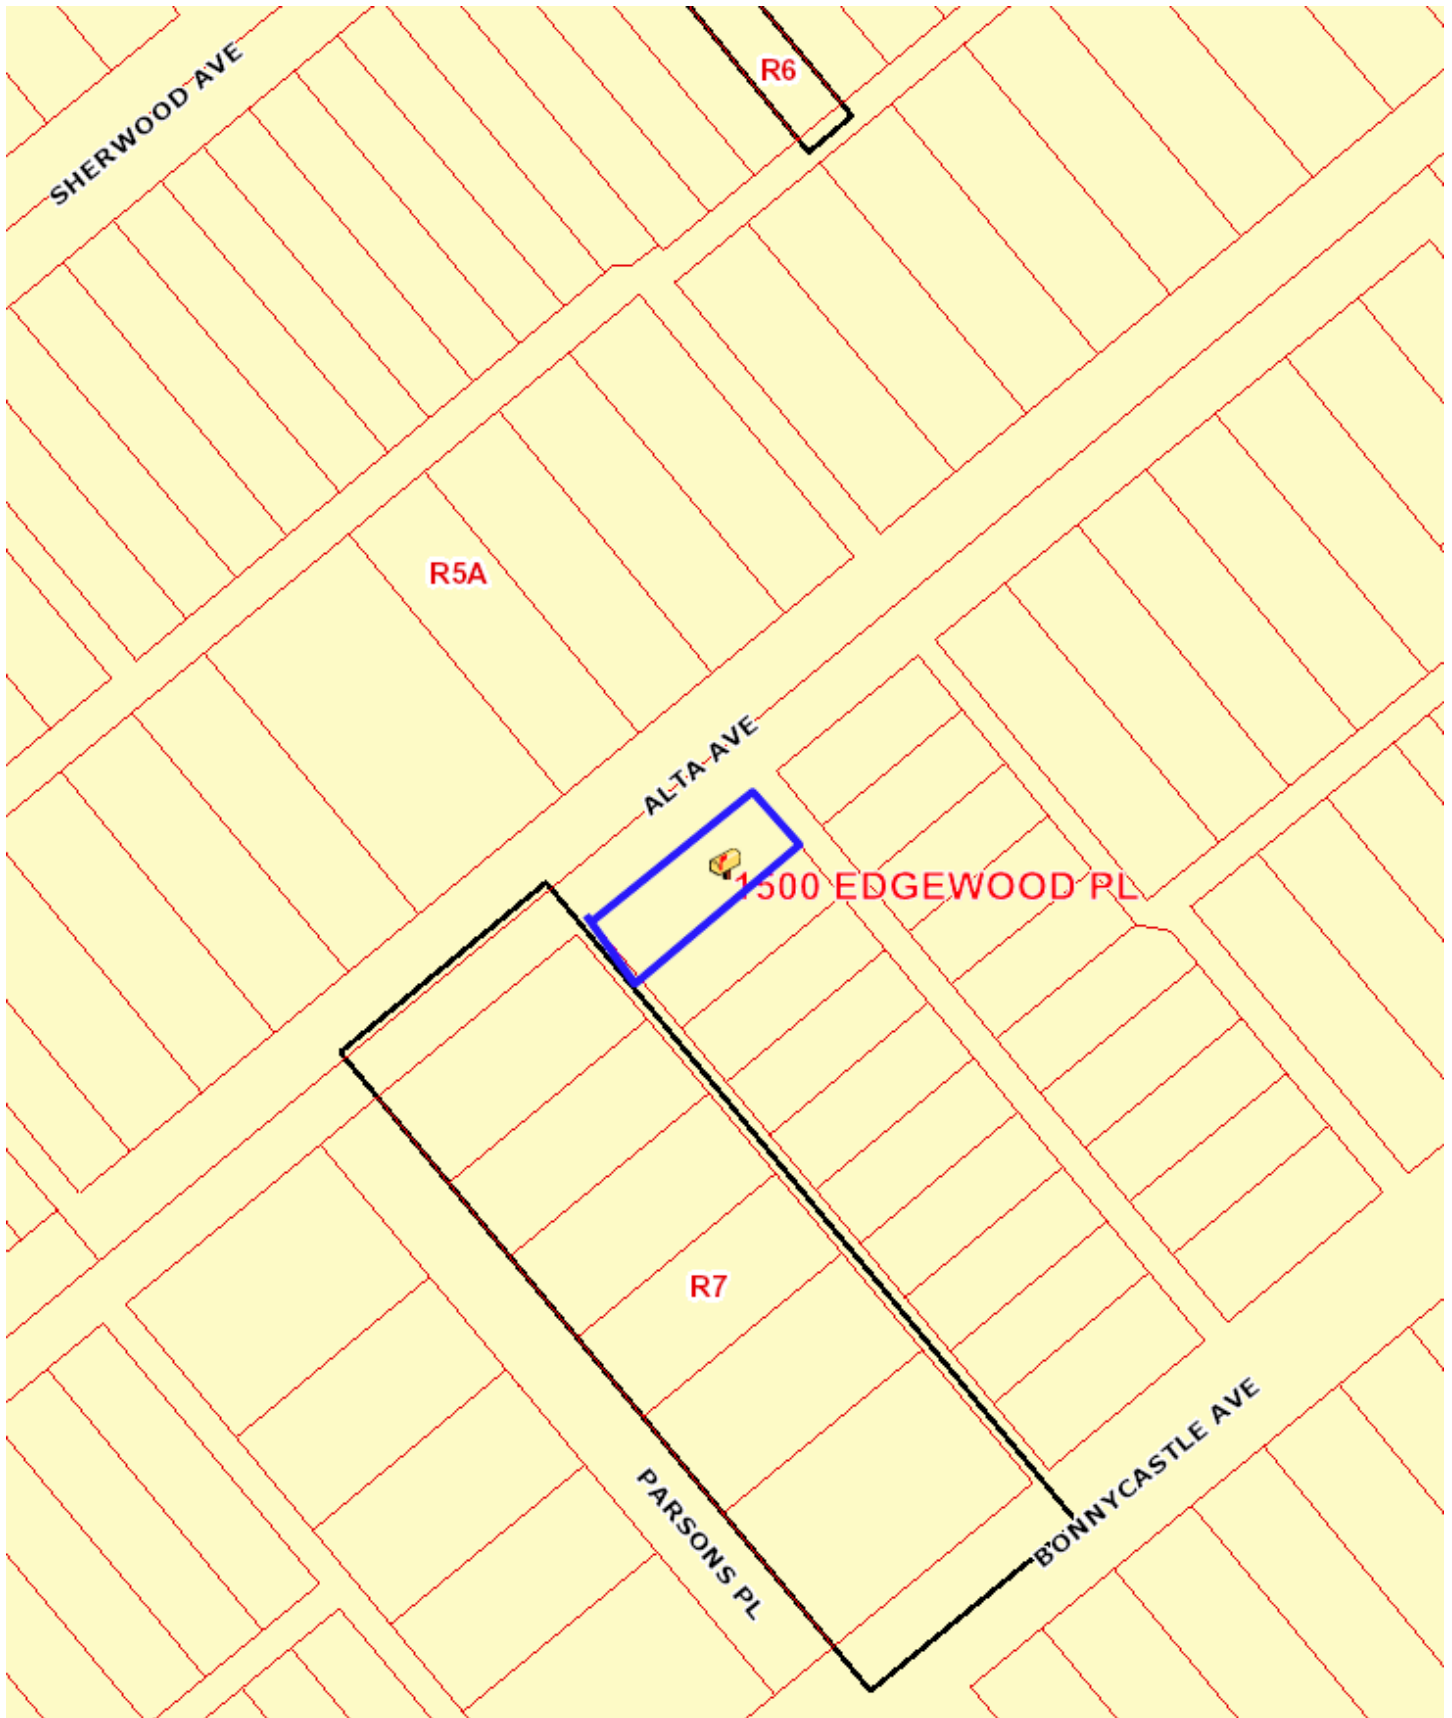 R6
SHERWOOD AVE
R5A
ALTA AVE
1500 EDGEWOOD PL
R7
BONNYCASTLE AVE
PARSONS PL